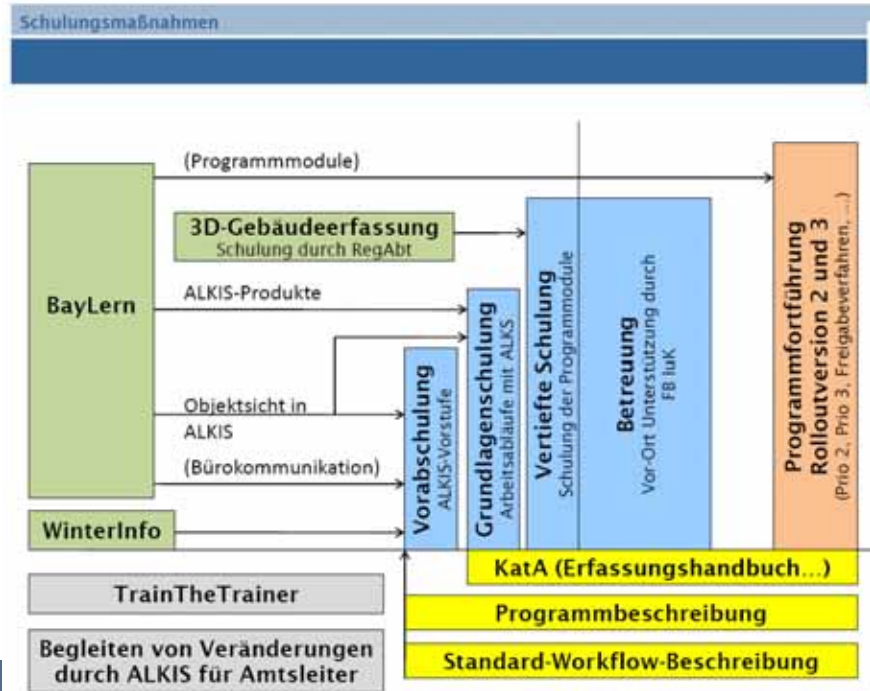 Schulungsmaßnahmen
(Programmmodule)
3D-Gebäudeerfassung
Schulung durch RegAbt
BayLern
ALKIS-Produkte
Objektsicht in
ALKIS
(Bürokommunikation)
WinterInfo
Vorabschulung
ALKIS-Vorstufe
Grundlagenschulung
Arbeitsabläufe mit ALKS
Vertiefte Schulung
Schulung der Programmmodule
Betreuung
Vor-Ort Unterstützung durch
FB IuK
Programmfortführung
Rolloutversion 2 und 3
(Prio 2, Prio 3, Freigabeverfahren, ...)
KatA (Erfassungshandbuch...)
TrainTheTrainer
Programmbeschreibung
Begleiten von Veränderungen
durch ALKIS für Amtsleiter
Standard-Workflow-Beschreibung